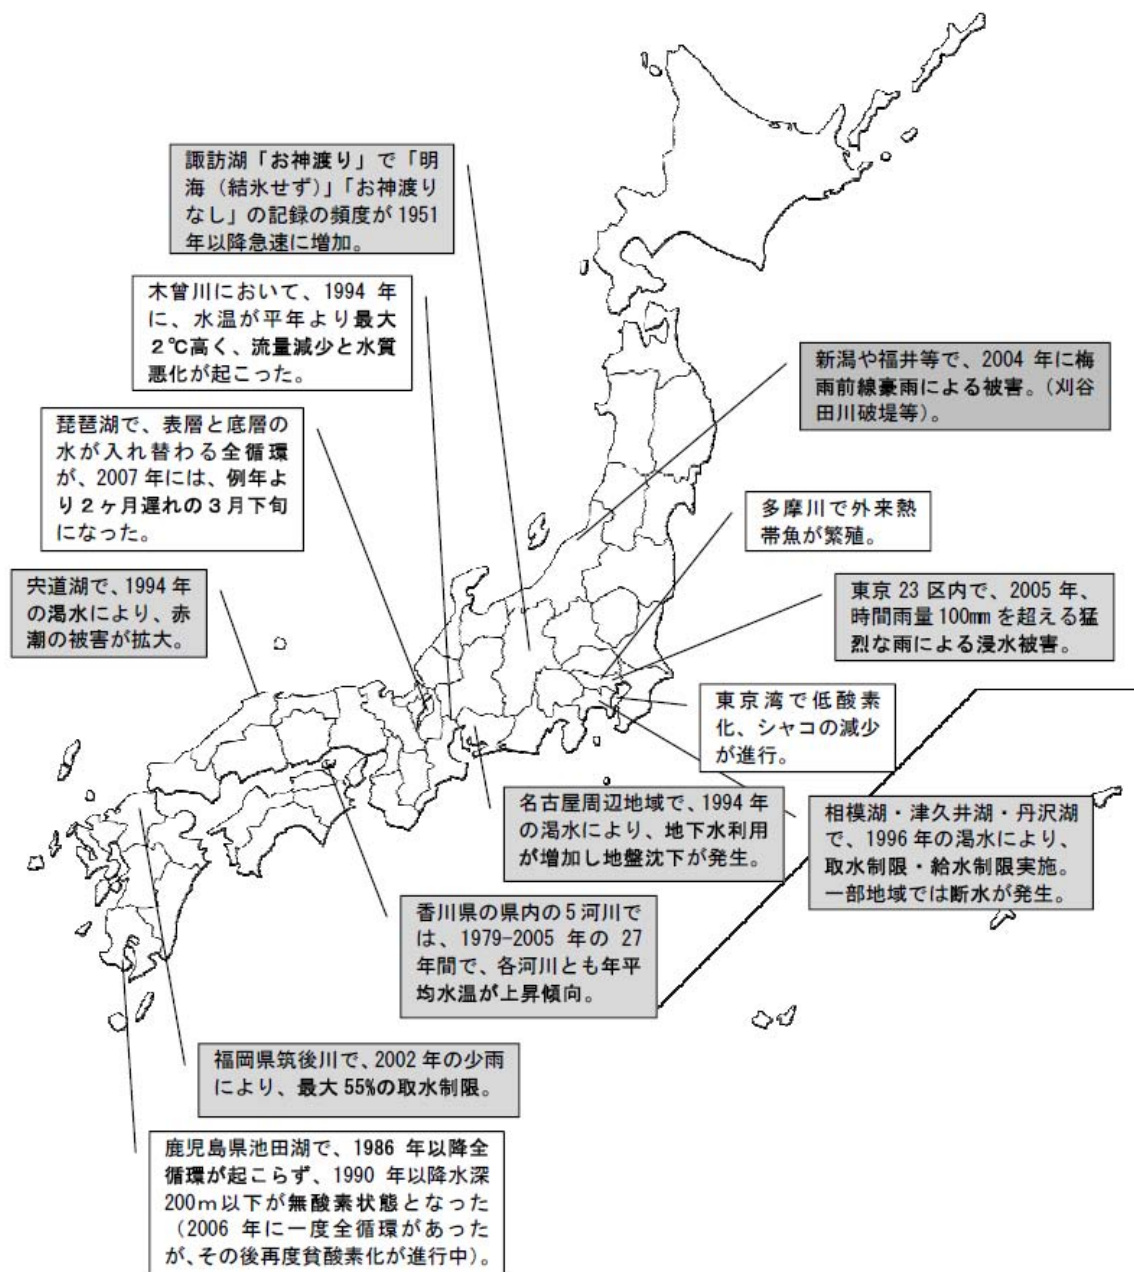 諏訪湖「お神渡り」で「明
海（結氷せず）」「お神渡り
なし」の記録の頻度が 1951
年以降急速に増加。
木曾川において、1994 年
に、水温が平年より最大
２℃高く、流量減少と水質
悪化が起こった。
新潟や福井等で、2004 年に梅
雨前線豪雨による被害。（刈谷
田川破堤等）。
琵琶湖で、表層と底層の
水が入れ替わる全循環
が、2007 年には、例年よ
り２ヶ月遅れの３月下旬
になった。
多摩川で外来熱
帯魚が繁殖。
宍道湖で、1994 年
の渇水により、赤
潮の被害が拡大。
東京 23 区内で、2005 年、
時間雨量 100mm を超える猛
烈な雨による浸水被害。
東京湾で低酸素
化、シャコの減少
が進行。
名古屋周辺地域で、1994 年
の渇水により、地下水利用
が増加し地盤沈下が発生。
相模湖・津久井湖・丹沢湖
で、1996 年の渇水により、
取水制限・給水制限実施。
一部地域では断水が発生。
香川県の県内の 5 河川で
は、1979-2005 年の 27
年間で、各河川とも年平
均水温が上昇傾向。
福岡県筑後川で、2002 年の少雨
により、最大 55%の取水制限。
鹿児島県池田湖で、1986 年以降全
循環が起こらず、1990 年以降水深
200ｍ以下が無酸素状態となった
（2006 年に一度全循環があった
が、その後再度貧酸素化が進行中）。